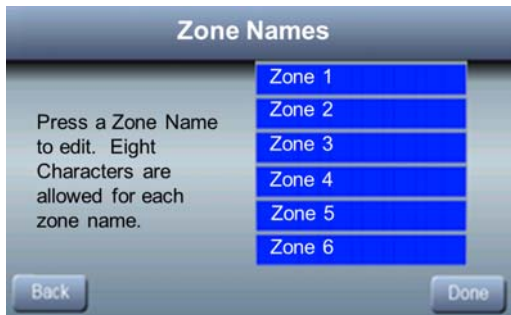 Zone Names
Press a Zone Name
to edit. Eight
Characters are
allowed for each
zone name.
Zone 1
Zone 2
Zone 3
Zone 4
Zone 5
Zone 6
Back
Done